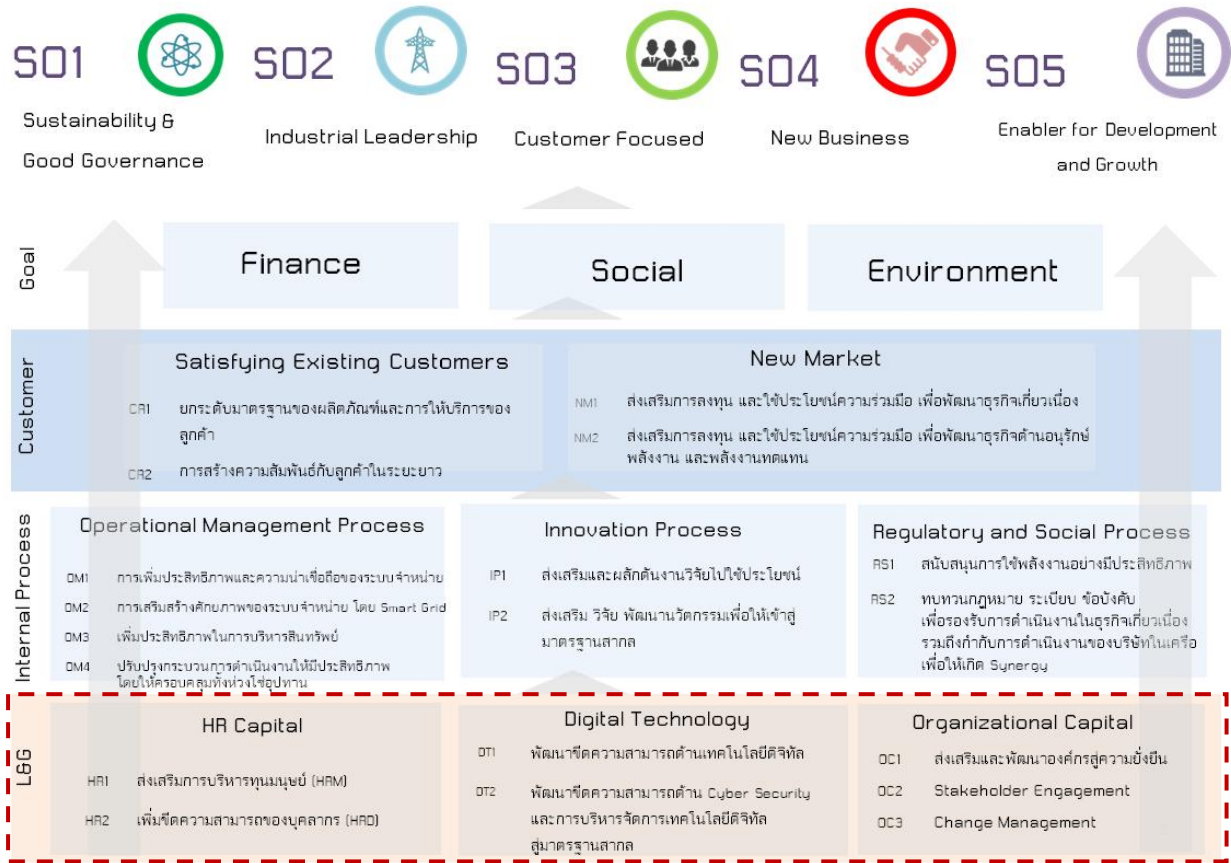 SO1
SO2
SO3
SO4
SO5
Sustainability &
Good Governance
Industrial Leadership
Customer Focused
New Business
Enabler for Development
and Growth
Goal
Finance
Social
Environment
Customer
Satisfying Existing Customers
CR1 ยกระดับมาตรฐานของผลิตภัณฑ์และการให้บริการของ
ลูกค้า
CR2 การสร้างความสัมพันธ์กับลูกค้าในระยะยาว
New Market
NM1 ส่งเสริมการลงทุน และใช้ประโยชน์ความร่วมมือ เพื่อพัฒนาธุรกิจเกี่ยวเนื่อง
NM2 ส่งเสริมการลงทุน และใช้ประโยชน์ความร่วมมือ เพื่อพัฒนาธุรกิจด้านอนุรักษ์
พลังงาน และพลังงานทดแทน
Internal Process
Operational Management Process
OM1 การเพิ่มประสิทธิภาพและความน่าเชื่อถือของระบบจำหน่าย
OM2 การเสริมสร้างศักยภาพของระบบจำหน่าย โดย Smart Grid
OM3 เพิ่มประสิทธิภาพในการบริหารสินทรัพย์
OM4 ปรับปรุงกระบวนการดำเนินงานให้มีประสิทธิภาพ
โดยให้ครอบคลุมทั้งห่วงโซ่อุปทาน
Innovation Process
IP1 ส่งเสริมและผลักดันงานวิจัยไปใช้ประโยชน์
IP2 ส่งเสริม วิจัย พัฒนานวัตกรรมเพื่อให้เข้าสู่
มาตรฐานสากล
Regulatory and Social Process
RS1 สนับสนุนการใช้พลังงานอย่างมีประสิทธิภาพ
RS2 ทบทวนกฎหมาย ระเบียบ ข้อบังคับ
เพื่อรองรับการดำเนินงานในธุรกิจเกี่ยวเนื่อง
รวมถึงกำกับการดำเนินงานของบริษัทในเครือ
เพื่อให้เกิด Synergy
L&G
HR Capital
HR1 ส่งเสริมการบริหารทุนมนุษย์ (HRM)
HR2 เพิ่มขีดความสามารถของบุคลากร (HRD)
Digital Technology
DT1 พัฒนาขีดความสามารถด้านเทคโนโลยีดิจิทัล
DT2 พัฒนาขีดความสามารถด้าน Cyber Security
และการบริหารจัดการเทคโนโลยีดิจิทัล
สู่มาตรฐานสากล
Organizational Capital
OC1 ส่งเสริมและพัฒนาองค์กรสู่ความยั่งยืน
OC2 Stakeholder Engagement
OC3 Change Management